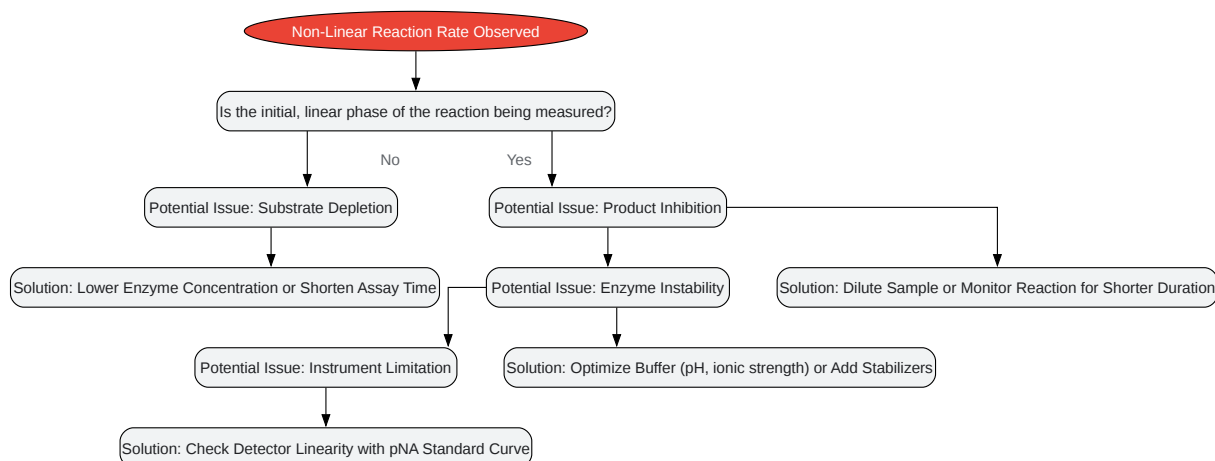 Non-Linear Reaction Rate Observed
Is the initial, linear phase of the reaction being measured?
No
Yes
Potential Issue: Substrate Depletion
Potential Issue: Product Inhibition
Solution: Lower Enzyme Concentration or Shorten Assay Time
Potential Issue: Enzyme Instability
Solution: Dilute Sample or Monitor Reaction for Shorter Duration
Potential Issue: Instrument Limitation
Solution: Optimize Buffer (pH, ionic strength) or Add Stabilizers
Solution: Check Detector Linearity with pNA Standard Curve